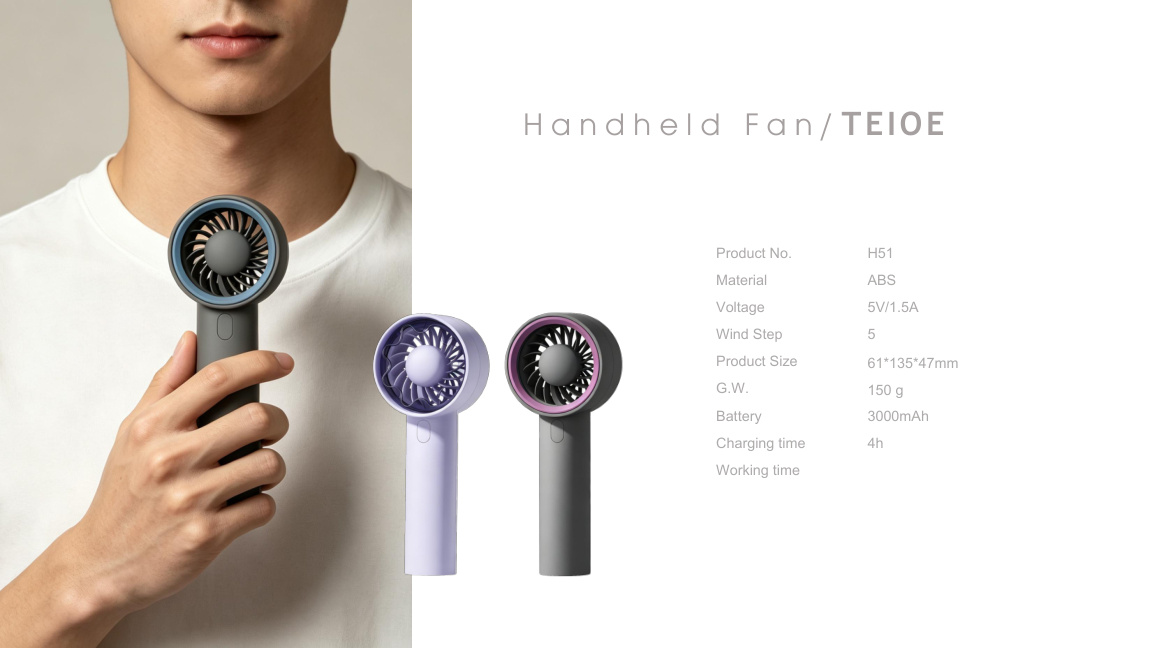 Handheld Fan/TEIOE
Product No. H51
Material ABS
Voltage 5V/1.5A
Wind Step 5
Product Size 61*135*47mm
G.W. 150 g
Battery 3000mAh
Charging time 4h
Working time